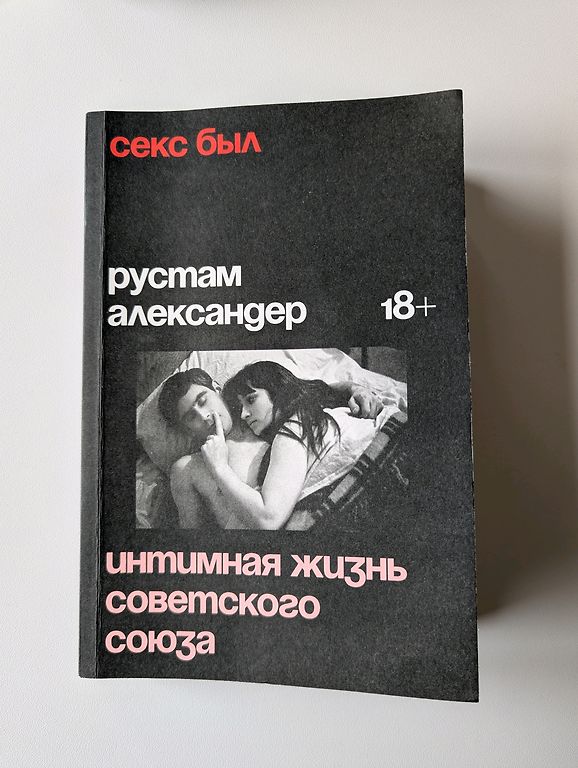 секс был
рустам
александер
18+
интимная жизнь
советского
союза